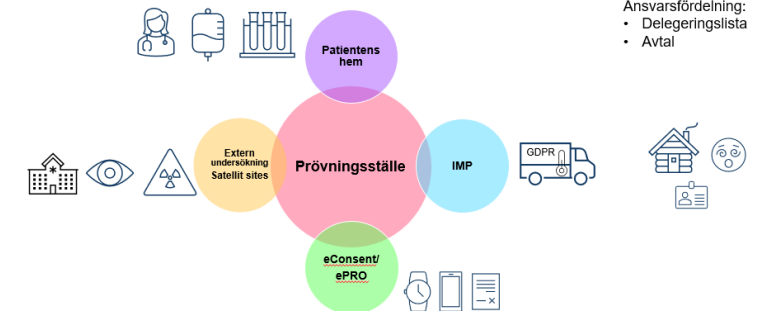 Ansvarsfördelning:
• Delegeringslista
• Avtal
Patientens
hem
Extern
undersökning
Satellit sites
Prövningsställe
IMP
GDPR
eConsent/
ePRO